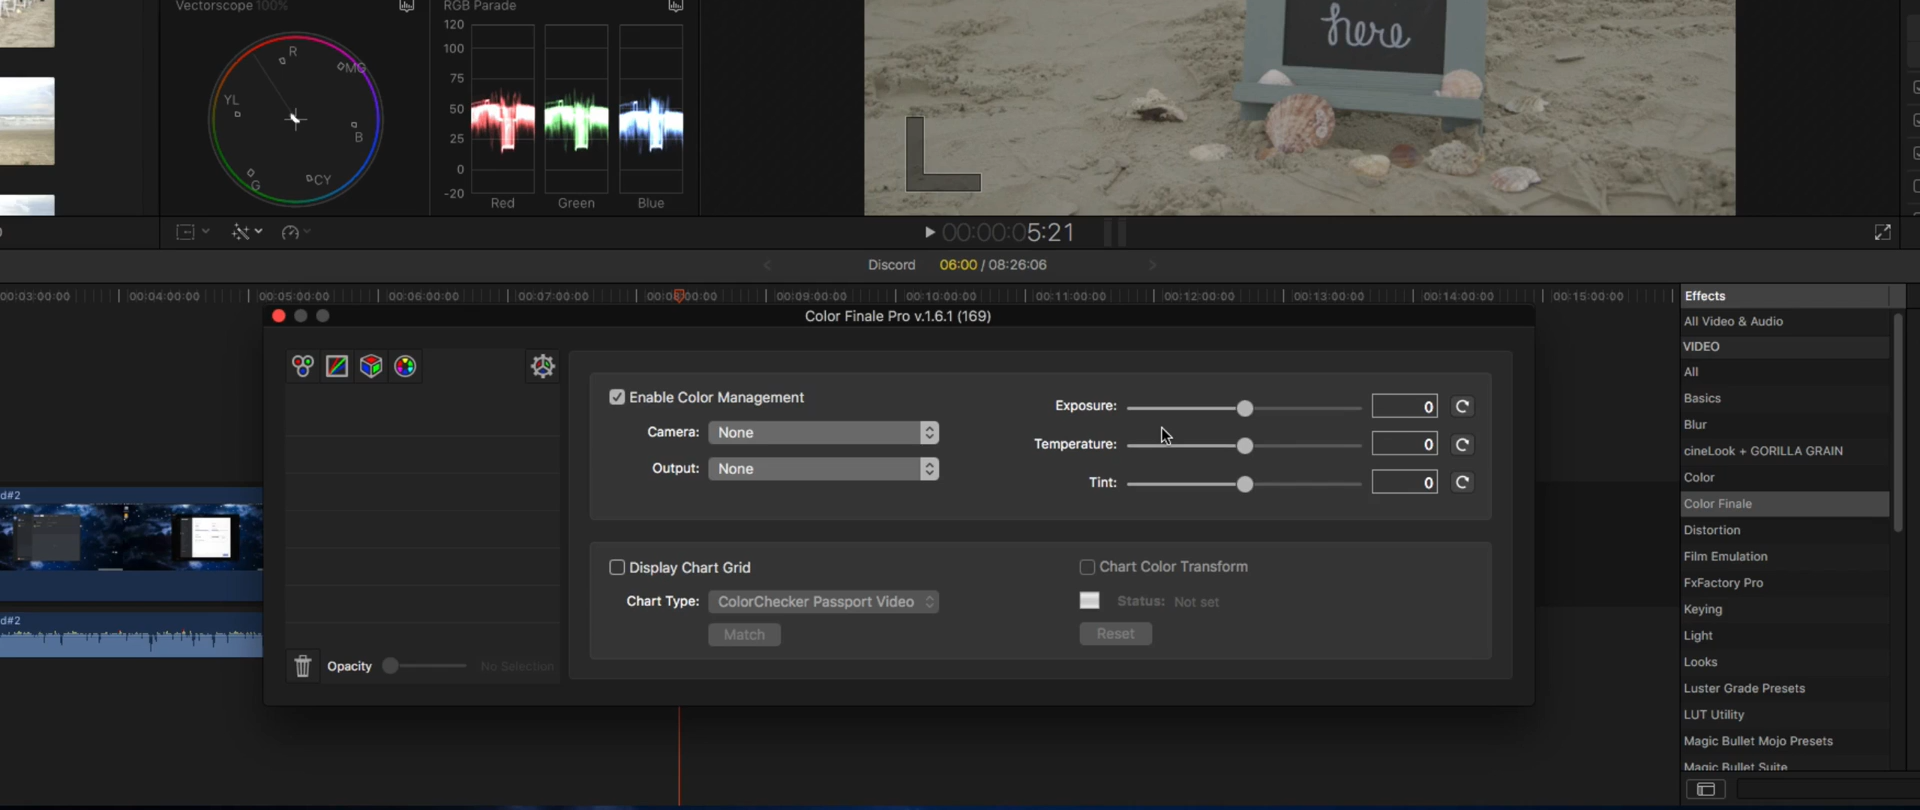 Vectorscope 100%
RGB Parade
R
MG
YL
B
G
CY
120
100
75
50
25
0
-20
Red
Green
Blue
here
00:00:05:21
Discord 06:00 / 08:26:06
00:03:00:00
00:04:00:00
00:05:00:00
00:06:00:00
00:07:00:00
00:09:00:00
00:10:00:00
00:11:00:00
00:12:00:00
00:13:00:00
00:14:00:00
00:15:00:00
Color Finale Pro v.1.6.1 (169)
Enable Color Management
Camera: None
Output: None
Exposure: 0
Temperature: 0
Tint: 0
Display Chart Grid
Chart Type: ColorChecker Passport Video
Match
Chart Color Transform
Status: Not set
Reset
Opacity
No Selection
d#2
d#2
Effects
All Video & Audio
VIDEO
All
Basics
Blur
cineLook + GORILLA GRAIN
Color
Color Finale
Distortion
Film Emulation
FxFactory Pro
Keying
Light
Looks
Luster Grade Presets
LUT Utility
Magic Bullet Mojo Presets
Magic Bullet Suite